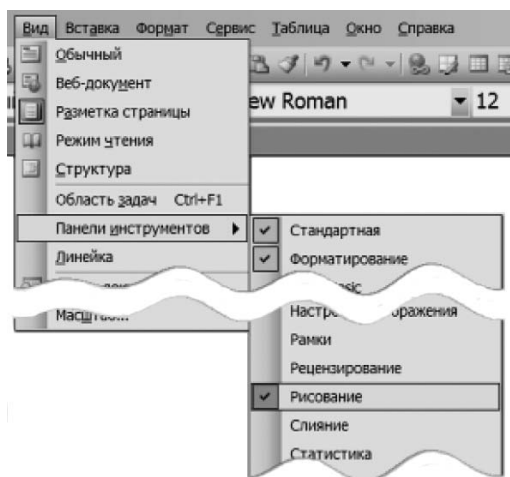 Вид Вставка Формат Сервис Таблица Окно Справка
Обычный
Веб-документ
Разметка страницы
Режим чтения
Структура
Область задач Ctrl+F1
Панели инструментов
Линейка
Масштаб...
ew Roman 12
Стандартная
Форматирование
Рамки
Рецензирование
Рисование
Слияние
Статистика